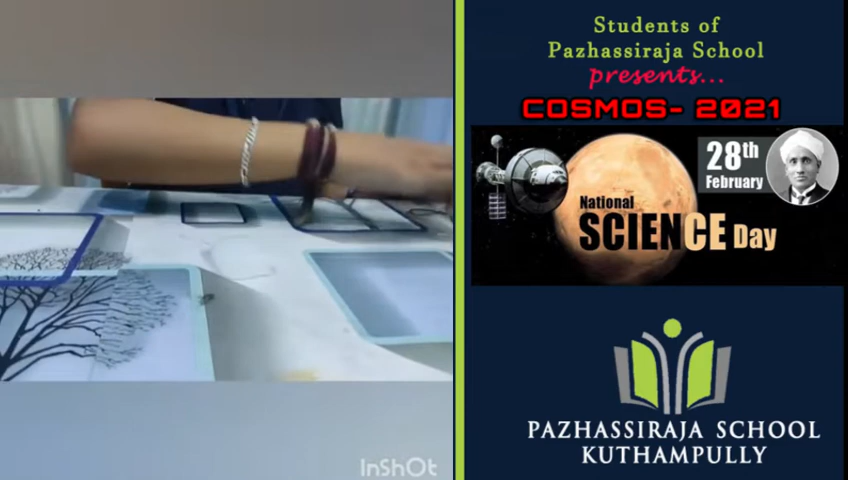 Students of
Pazhassiraja School
presents...
COSMOS- 2021
28th
February
National
SCIENCE Day
PAZHASSIRAJA SCHOOL
KUTHAMPULLY
InShOt